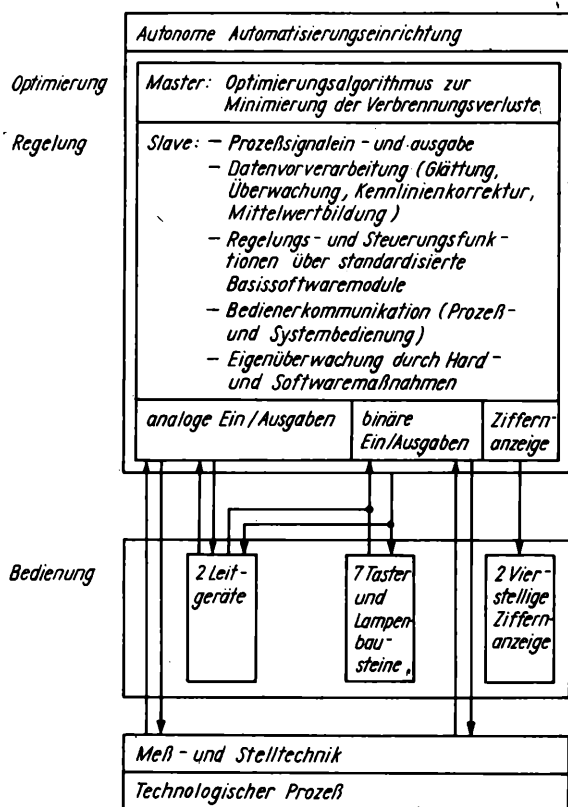 Autonome Automatisierungseinrichtung
Optimierung
Master: Optimierungsalgorithmus zur
Minimierung der Verbrennungsverluste
Regelung
Slave: – Prozeßsignalein - und ausgabe
– Datenvorverarbeitung (Glättung,
Überwachung, Kennlinienkorrektur,
Mittelwertbildung)
– Regelungs - und Steuerungsfunk -
tionen über standardisierte
Basissoftwaremodule
– Bedienerkommunikation (Prozeß -
und Systembedienung)
– Eigenüberwachung durch Hard -
und Softwaremaßnahmen
analoge Ein/Ausgaben
binäre
Ein/Ausgaben
Ziffern-
anzeige
Bedienung
2 Leit-
geräte
7 Taster
und
Lampen-
bau-
steine
2 Vier-
stellige
Ziffern-
anzeige
Meß - und Stelltechnik
Technologischer Prozeß